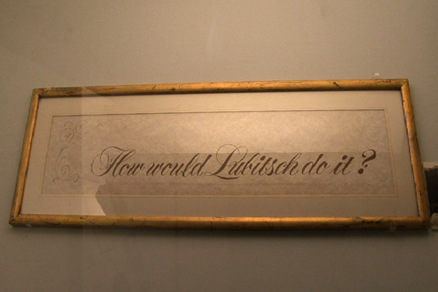 How would Lubitsch do it?